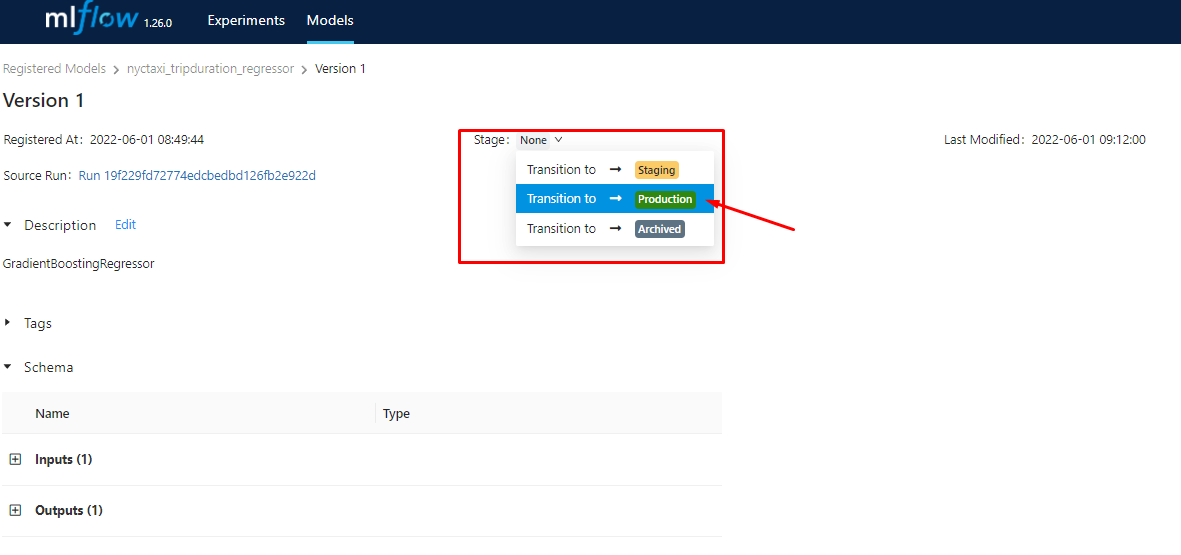 mlflow 1.26.0 Experiments Models
Registered Models > nyctaxi_tripduration_regressor > Version 1
Version 1
Registered At: 2022-06-01 08:49:44 Stage: None Last Modified: 2022-06-01 09:12:00
Transition to → Staging
Source Run: Run 19f229fd72774edcbedbd126fb2e922d
Transition to → Production
Description Edit
Transition to → Archived
GradientBoostingRegressor
Tags
Schema
Name Type
Inputs (1)
Outputs (1)